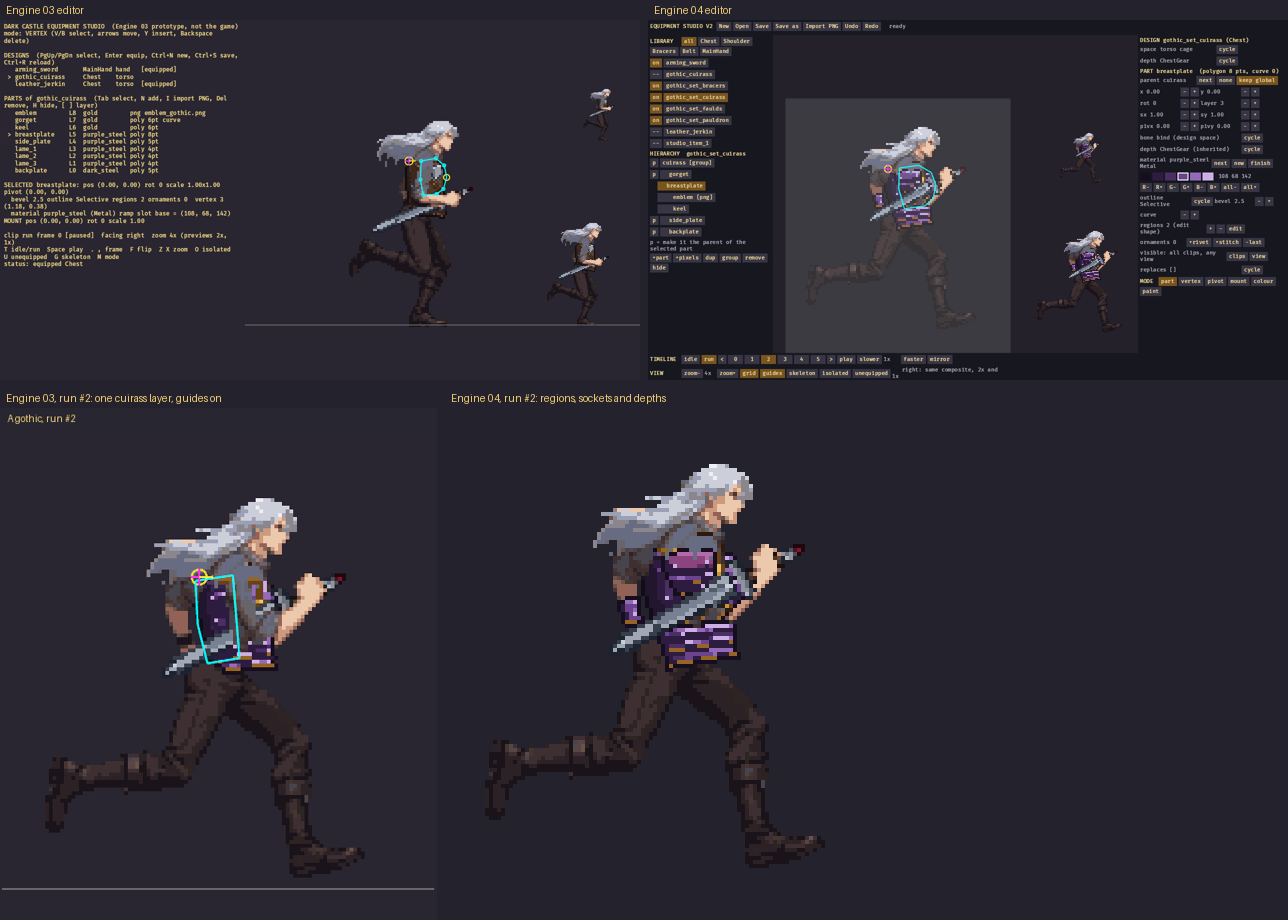 Engine 03 editor
DARK CASTLE EQUIPMENT STUDIO  (Engine 03 prototype, not the game)
mode: VERTEX (V/B select, arrows move, Y insert, Backspace
delete)
DESIGNS  (PgUp/PgDn select, Enter equip, Ctrl+N new, Ctrl+S save,
Ctrl+R reload)
arming_sword MainHand hand [equipped]
> gothic_cuirass Chest torso
leather_jerkin Chest torso [equipped]
PARTS of gothic_cuirass  (Tab select, N add, I import PNG, Del
remove, H hide, [ ] layer)
emblem L8 gold png emblem_gothic.png
gorget L7 gold poly 6pt curve
keel L6 gold poly 6pt
> breastplate L5 purple_steel poly 8pt
side_plate L4 purple_steel poly 5pt
lame_1 L3 purple_steel poly 4pt
lame_2 L2 purple_steel poly 4pt
lame_3 L1 purple_steel poly 4pt
backplate L0 dark_steel poly 5pt
SELECTED breastplate: pos (0.00, 0.00) rot 0 scale 1.00x1.00
pivot (0.00, 0.00)
bevel 2.5 outline Selective regions 2 ornaments 0  vertex 3
(1.18, 0.38)
material purple_steel (Metal) ramp slot base = (108, 68, 142)
MOUNT pos (0.00, 0.00) rot 0 scale 1.00
clip run frame 0 [paused]  facing right  zoom 4x (previews 2x,
1x)
T idle/run  Space play  . , frame  F flip  Z X zoom  O isolated
U unequipped  G skeleton  M mode
status: equipped Chest
Engine 04 editor
EQUIPMENT STUDIO V2 New Open Save Save as Import PNG Undo Redo ready
LIBRARY all Chest Shoulder
Bracers Belt MainHand
on arming_sword
-- gothic_cuirass
on gothic_set_bracers
on gothic_set_cuirass
on gothic_set_faulds
on gothic_set_pauldron
-- leather_jerkin
-- studio_item_1
HIERARCHY gothic_set_cuirass
p cuirass [group]
p gorget
breastplate
emblem [png]
keel
p side_plate
p backplate
p = make it the parent of the
selected part
+part +pixels dup group remove
hide
DESIGN gothic_set_cuirass (Chest)
space torso cage cycle
depth ChestGear cycle
PART breastplate  (polygon 8 pts, curve 0)
parent cuirass next none keep global
x 0.00 - + y 0.00 - +
rot 0 - + layer 3 - +
sx 1.00 - + sy 1.00 - +
pivx 0.00 - + pivy 0.00 - +
bone bind (design space) cycle
depth ChestGear (inherited) cycle
material purple_steel
Metal next new finish
108 68 142
R- R+ G- G+ B- B+ all- all+
outline
Selective cycle bevel 2.5 - +
curve - +
regions 2 (edit
shape) + - edit
ornaments 0 +rivet +stitch -last
visible: all clips, any
view clips view
replaces [] cycle
MODE part vertex pivot mount colour
paint
TIMELINE idle run < 0 1 2 3 4 5 > play slower 1x faster mirror
VIEW zoom- 4x zoom+ grid guides skeleton isolated unequipped right: same composite, 2x and
1x
Engine 03, run #2: one cuirass layer, guides on
A gothic, run #2
Engine 04, run #2: regions, sockets and depths